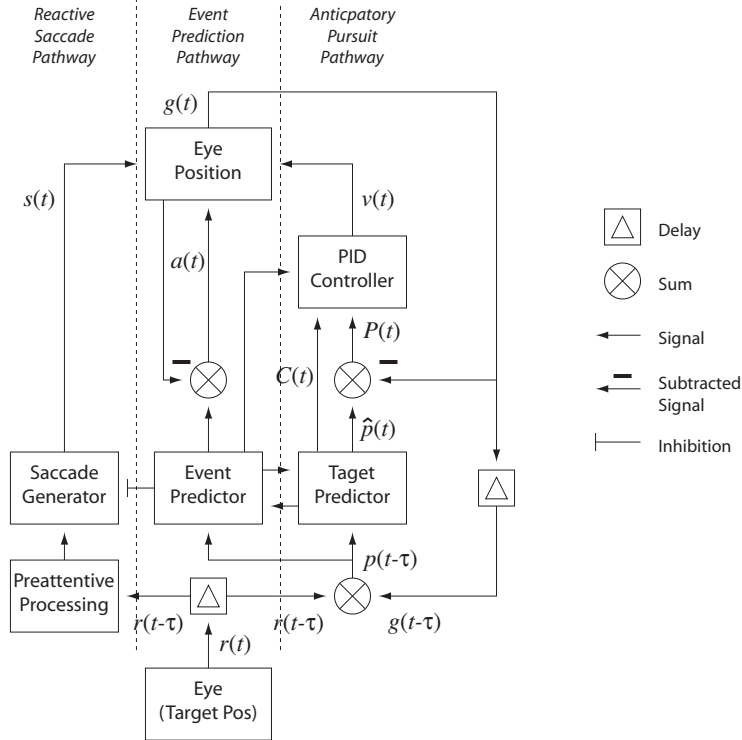 Reactive
Saccade
Pathway
Event
Prediction
Pathway
Anticpatory
Pursuit
Pathway
g(t)
Eye
Position
s(t)
v(t)
a(t)
PID
Controller
P(t)
C(t)
p̂(t)
Saccade
Generator
Event
Predictor
Taget
Predictor
Δ
p(t-τ)
Preattentive
Processing
Δ
r(t-τ)
r(t-τ)
g(t-τ)
r(t)
Eye
(Target Pos)
Δ
Delay
Sum
Signal
Subtracted
Signal
Inhibition